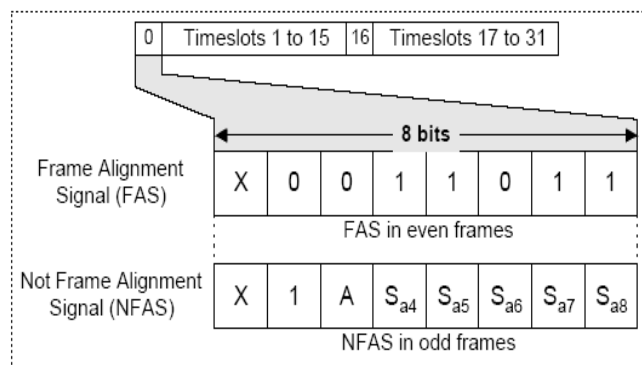 0 Timeslots 1 to 15 16 Timeslots 17 to 31
8 bits
Frame Alignment
Signal (FAS)
X 0 0 1 1 0 1 1
FAS in even frames
Not Frame Alignment
Signal (NFAS)
X 1 A Sa4 Sa5 Sa6 Sa7 Sa8
NFAS in odd frames